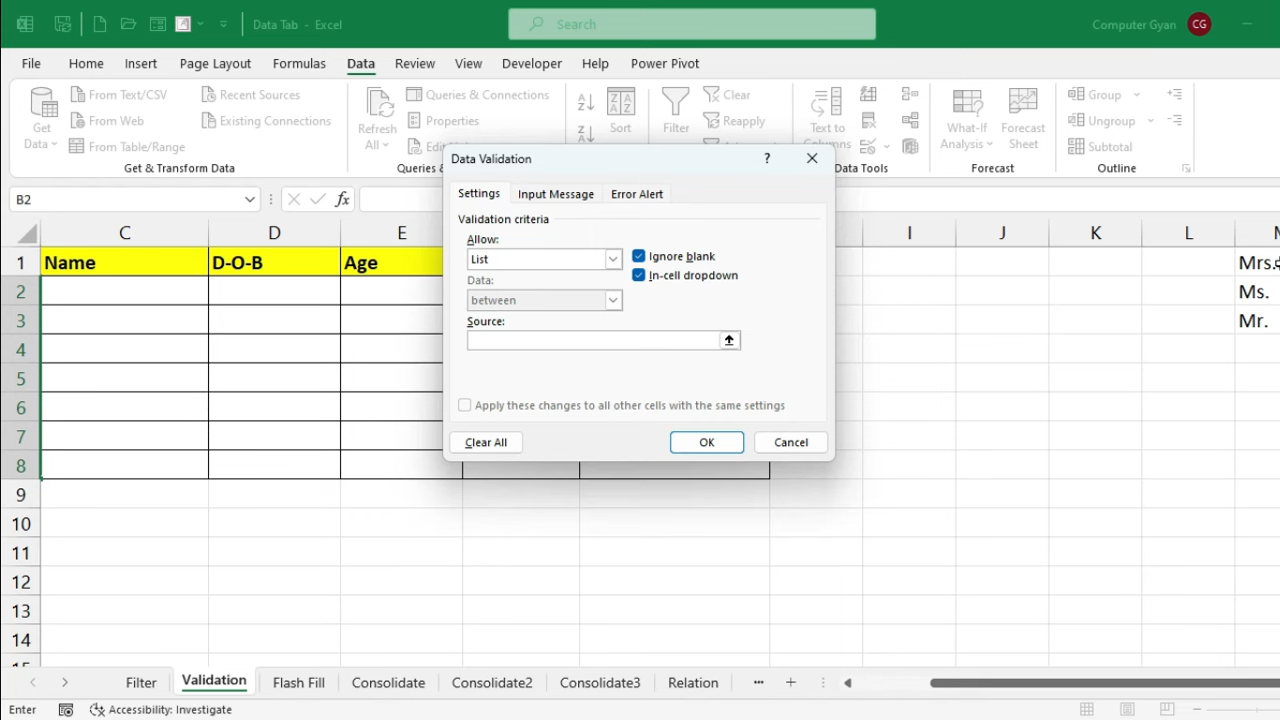 Data Tab - Excel
Search
Computer Gyan
CG
File Home Insert Page Layout Formulas Data Review View Developer Help Power Pivot
Get Data
From Text/CSV
From Web
From Table/Range
Recent Sources
Existing Connections
Get & Transform Data
Refresh All
Queries & Connections
Properties
Sort
Filter
Clear
Reapply
Text to
What-If Analysis
Forecast Sheet
Forecast
Data Tools
Group
Ungroup
Subtotal
Outline
Data Validation
?
Settings Input Message Error Alert
Validation criteria
Allow:
List
Ignore blank
In-cell dropdown
Data:
between
Source:
Apply these changes to all other cells with the same settings
Clear All OK Cancel
B2
fx
C D E I J K L
1 Name D-O-B Age Mrs.
2 Ms.
3 Mr.
4
5
6
7
8
9
10
11
12
13
14
Filter Validation Flash Fill Consolidate Consolidate2 Consolidate3 Relation
Enter Accessibility: Investigate